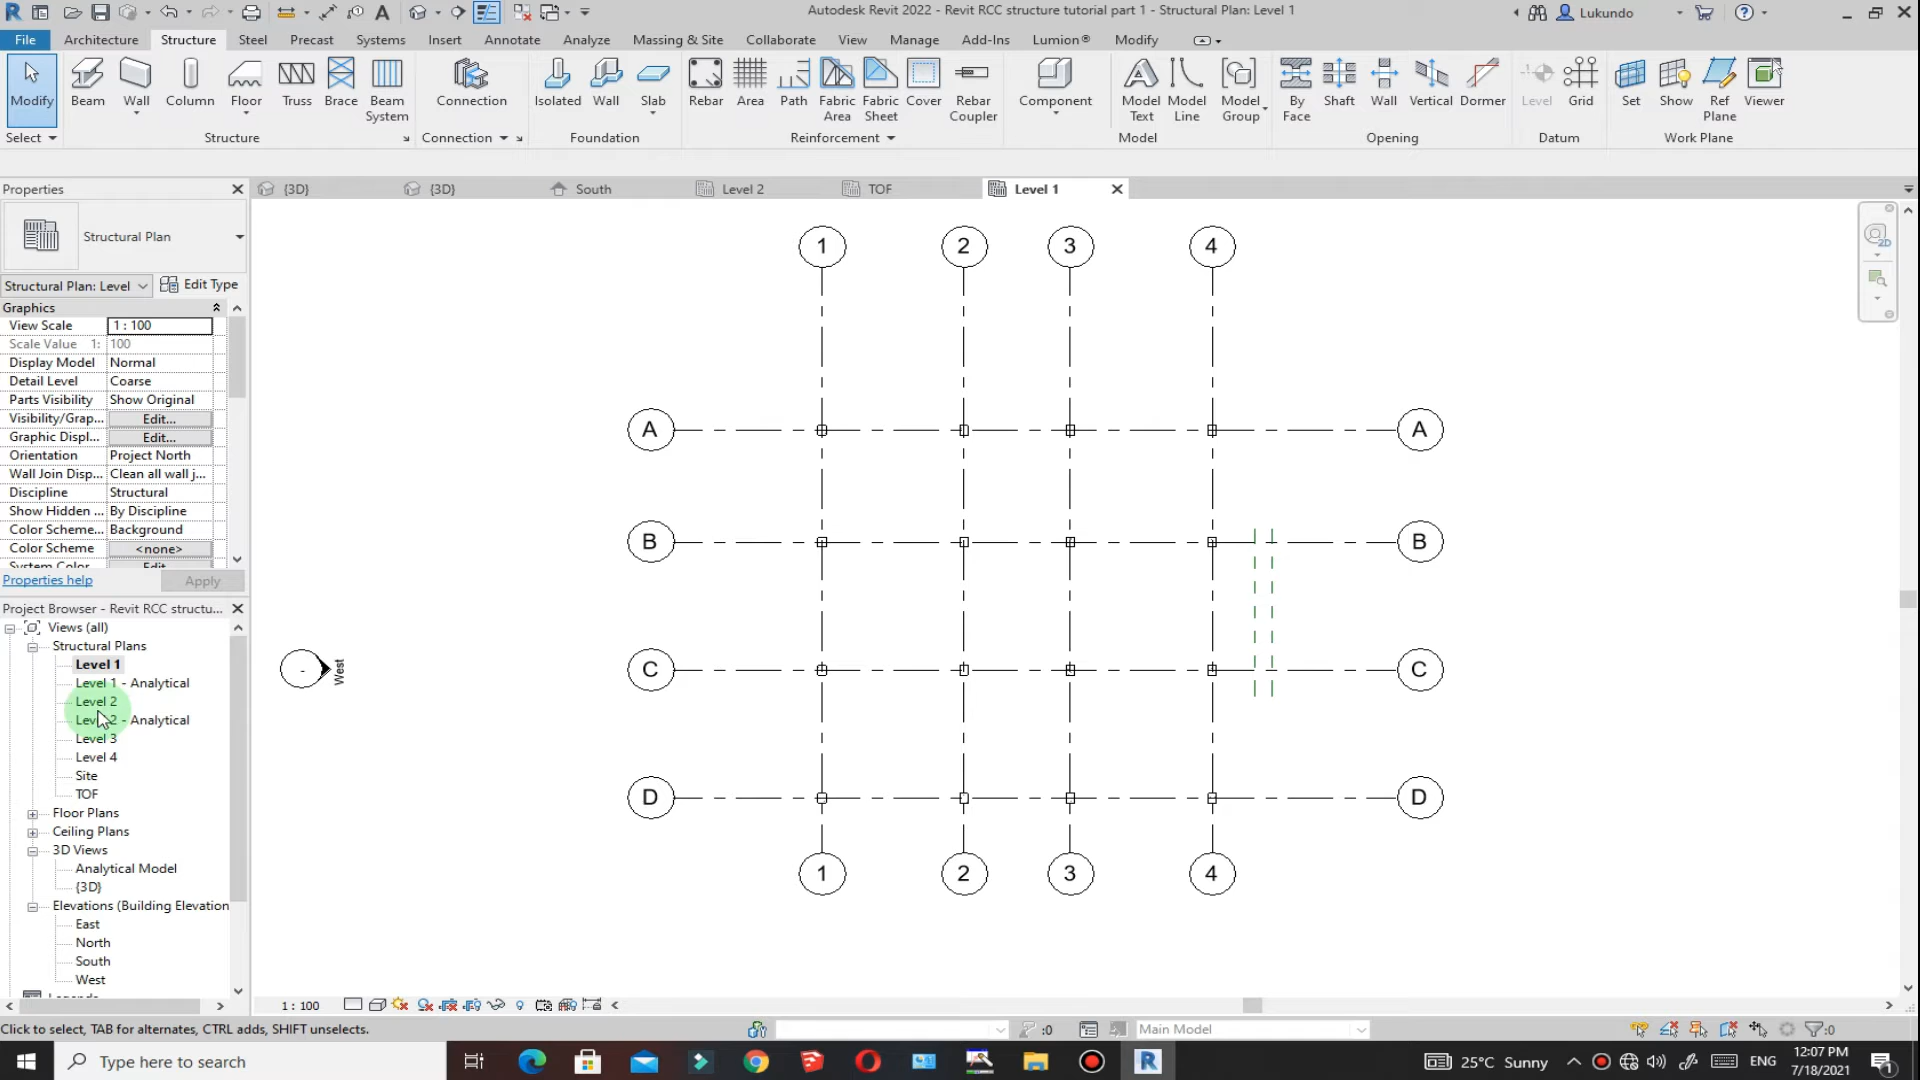 Autodesk Revit 2022 - Revit RCC structure tutorial part 1 - Structural Plan: Level 1
Lukundo
File Architecture Structure Steel Precast Systems Insert Annotate Analyze Massing & Site Collaborate View Manage Add-Ins Lumion® Modify
Modify Beam Wall Column Floor Truss Brace Beam System Connection Isolated Wall Slab Rebar Area Path Fabric Area Fabric Sheet Cover Rebar Coupler Component Model Text Model Line Model Group By Face Shaft Wall Vertical Dormer Level Grid Set Show Ref Plane Viewer
Select Structure Connection Foundation Reinforcement Model Opening Datum Work Plane
Properties
{3D} {3D} South Level 2 TOF Level 1
Structural Plan
Structural Plan: Level Edit Type
Graphics
View Scale 1 : 100
Scale Value 1: 100
Display Model Normal
Detail Level Coarse
Parts Visibility Show Original
Visibility/Grap... Edit...
Graphic Displ... Edit...
Orientation Project North
Wall Join Disp... Clean all wall j...
Discipline Structural
Show Hidden ... By Discipline
Color Scheme... Background
Color Scheme <none>
System Color Edit
Properties help Apply
Project Browser - Revit RCC structu...
Views (all)
Structural Plans
Level 1
Level 1 - Analytical
Level 2
Level 2 - Analytical
Level 3
Level 4
Site
TOF
Floor Plans
Ceiling Plans
3D Views
Analytical Model
{3D}
Elevations (Building Elevation
East
North
South
West
1 2 3 4
A A
B B
C C
D D
1 2 3 4
West
2D
1 : 100
Click to select, TAB for alternates, CTRL adds, SHIFT unselects.
:0
Main Model
:0
Type here to search
25°C Sunny
ENG
12:07 PM
7/18/2021
1